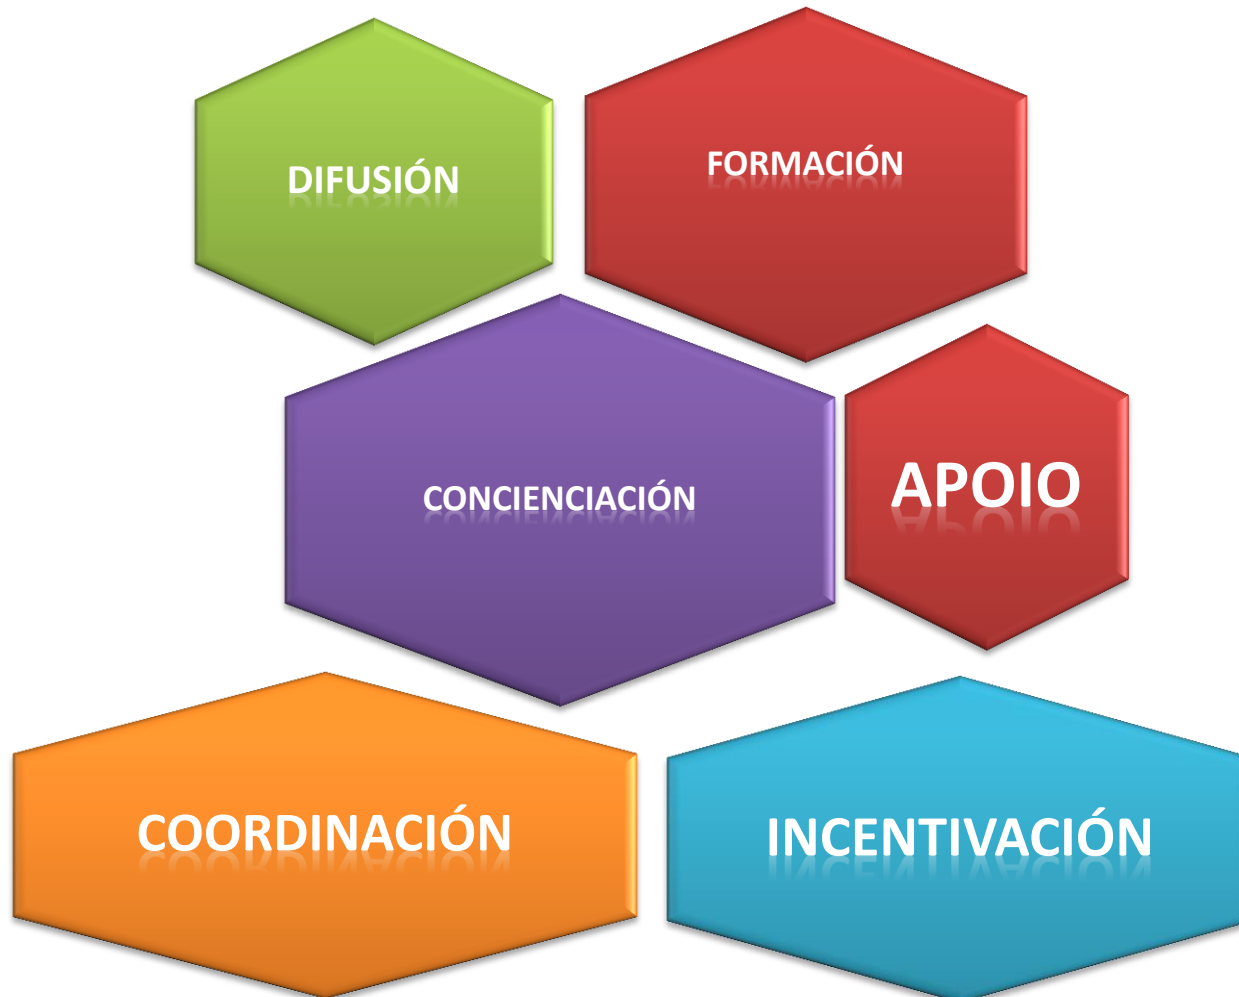 DIFUSIÓN
FORMACIÓN
CONCIENCIACIÓN
APOIO
COORDINACIÓN
INCENTIVACIÓN